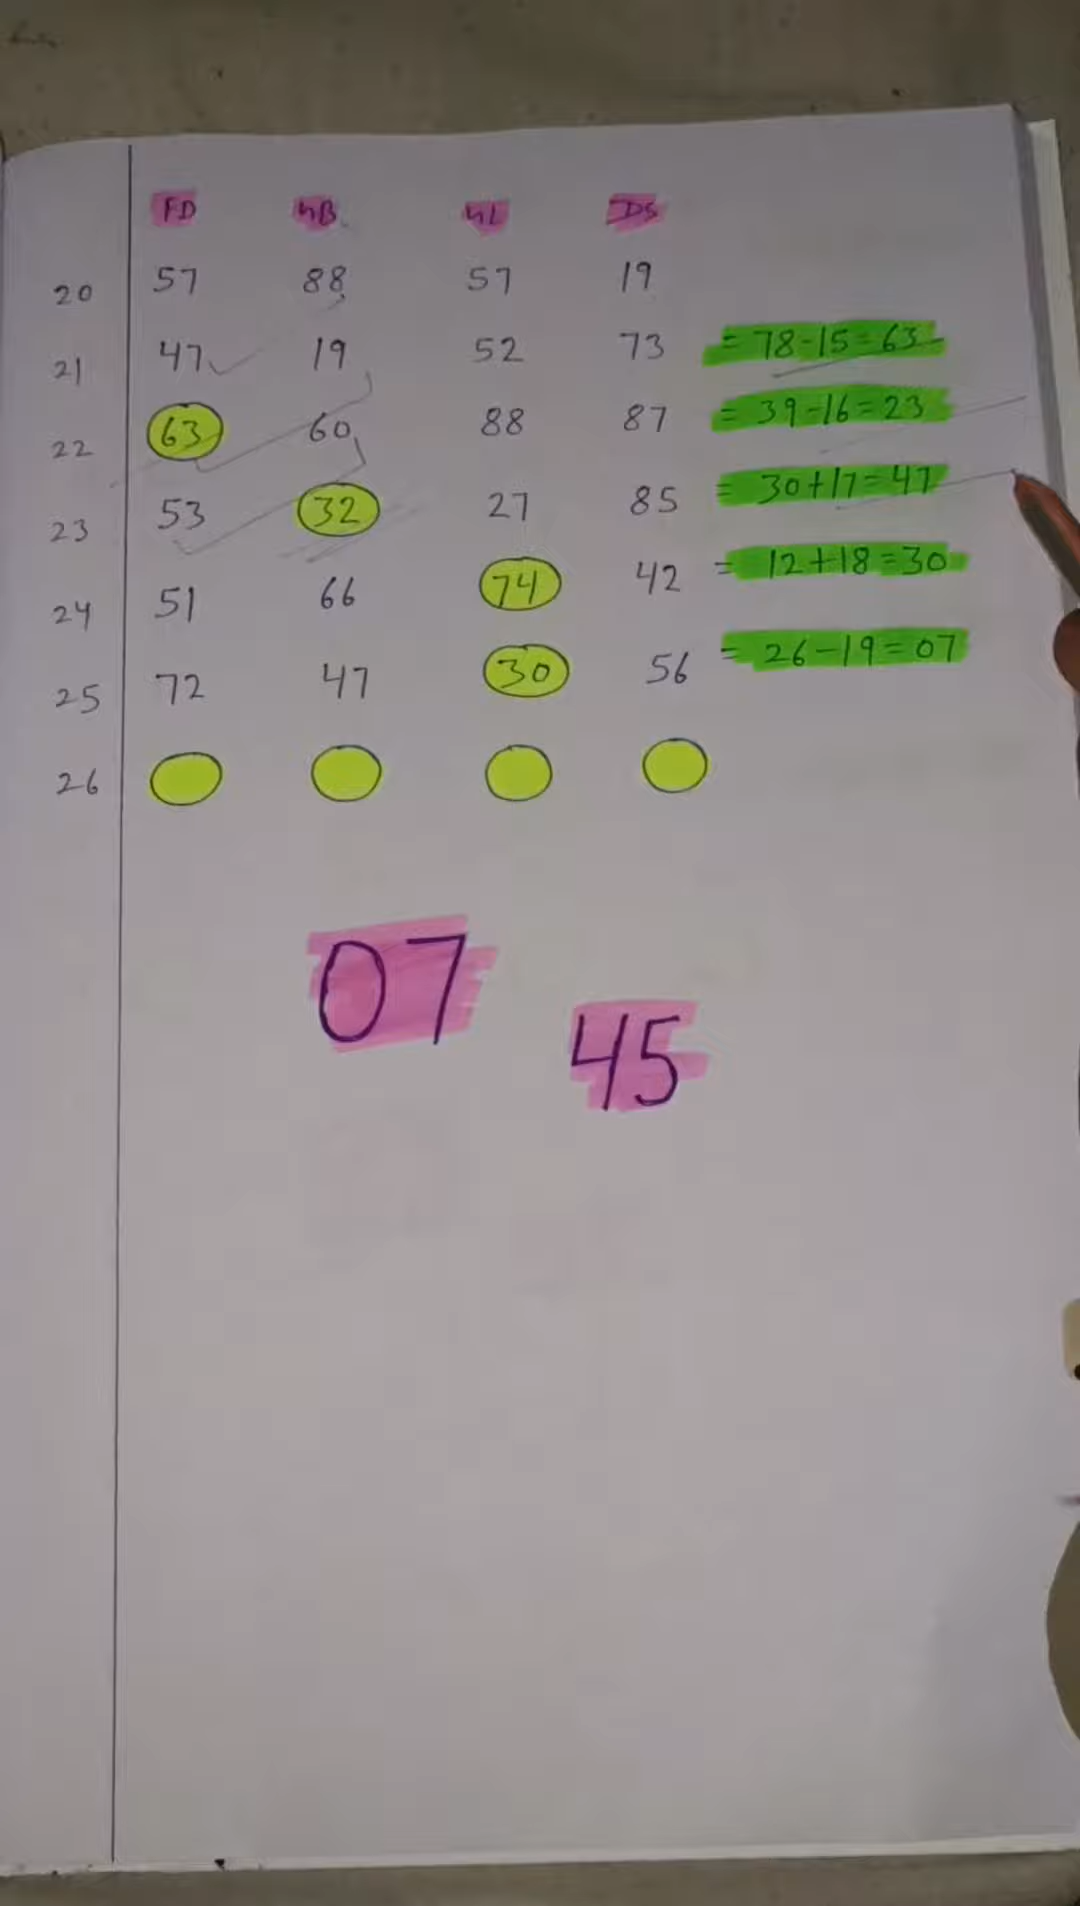 FD GB GL DS
20 57 88 57 19
21 47 19 52 73 = 78-15=63
22 63 60 88 87 = 39-16=23
23 53 32 27 85 = 30+17=47
24 51 66 74 42 = 12+18=30
25 72 47 30 56 = 26-19=07
26
07
45